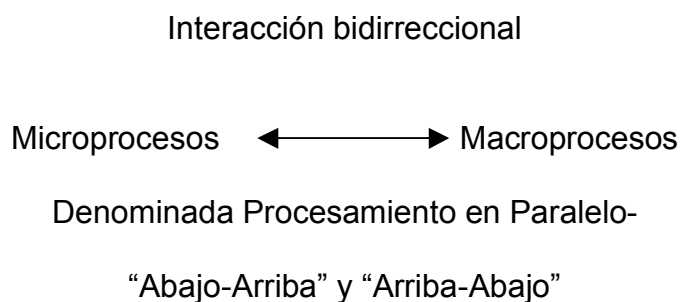 Interacción bidirreccional
Microprocesos Macroprocesos
Denominada Procesamiento en Paralelo-
“Abajo-Arriba” y “Arriba-Abajo”